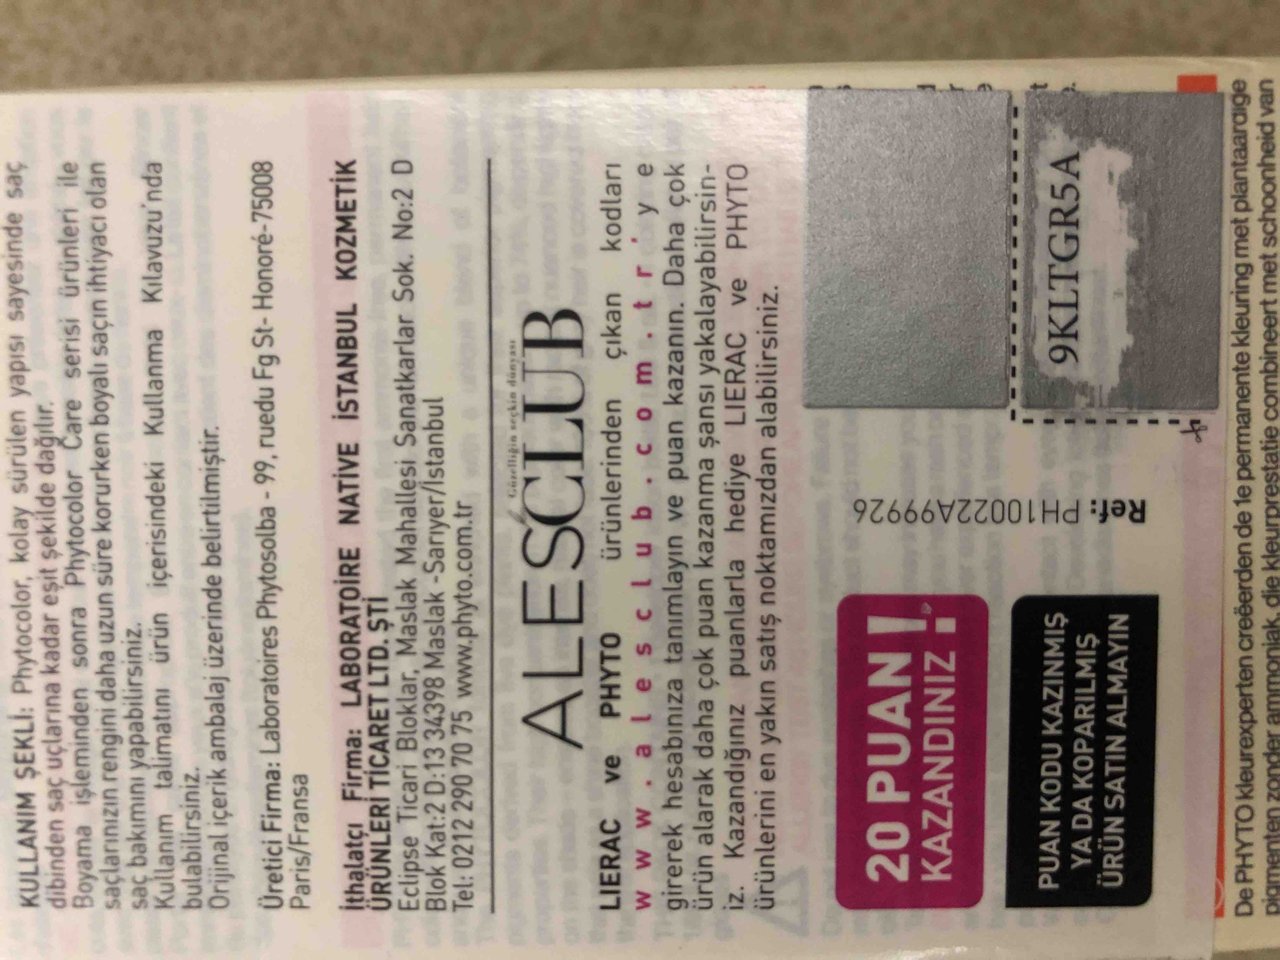 KULLANIM ŞEKLİ: Phytocolor, kolay sürülen yapısı sayesinde saç
dibinden saç uçlarına kadar eşit şekilde dağılır.
Boyama işleminden sonra Phytocolor Care serisi ürünleri ile
saçlarınızın rengini daha uzun süre korurken boyalı saçın ihtiyacı olan
saç bakımını yapabilirsiniz.
Kullanım talimatını ürün içerisindeki Kullanma Kılavuzu'nda
bulabilirsiniz.
Orijinal içerik ambalaj üzerinde belirtilmiştir.
Üretici Firma: Laboratoires Phytosolba - 99, ruedu Fg St- Honoré-75008
Paris/Fransa
İthalatçı Firma: LABORATOİRE NATİVE İSTANBUL KOZMETİK
ÜRÜNLERİ TİCARET LTD. ŞTİ
Eclipse Ticari Bloklar, Maslak Mahallesi Sanatkarlar Sok. No:2 D
Blok Kat:2 D:13 34398 Maslak -Sarıyer/İstanbul
Tel: 0212 290 70 75 www.phyto.com.tr
Güzelliğin seçkin dünyası
ALESCLUB
LIERAC ve PHYTO ürünlerinden çıkan kodları
www.alesclub.com.tr'ye
girerek hesabınıza tanımlayın ve puan kazanın. Daha çok
ürün alarak daha çok puan kazanma şansı yakalayabilirsin-
iz. Kazandığınız puanlarla hediye LIERAC ve PHYTO
ürünlerini en yakın satış noktamızdan alabilirsiniz.
20 PUAN
KAZANDINIZ !
PUAN KODU KAZINMIŞ
YA DA KOPARILMIŞ
ÜRÜN SATIN ALMAYIN
Ref: PH10022A99926
9KLTGR5A
De PHYTO kleurexperten creëerden de 1e permanente kleuring met plantaardige
pigmenten zonder ammoniak, die kleurprestatie combineert met schoonheid van